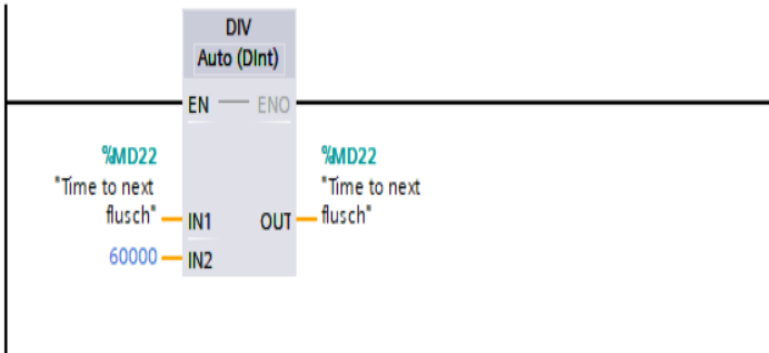 DIV
Auto (DInt)
EN ENO
%MD22 %MD22
"Time to next "Time to next
flusch" IN1 OUT flusch"
60000 IN2